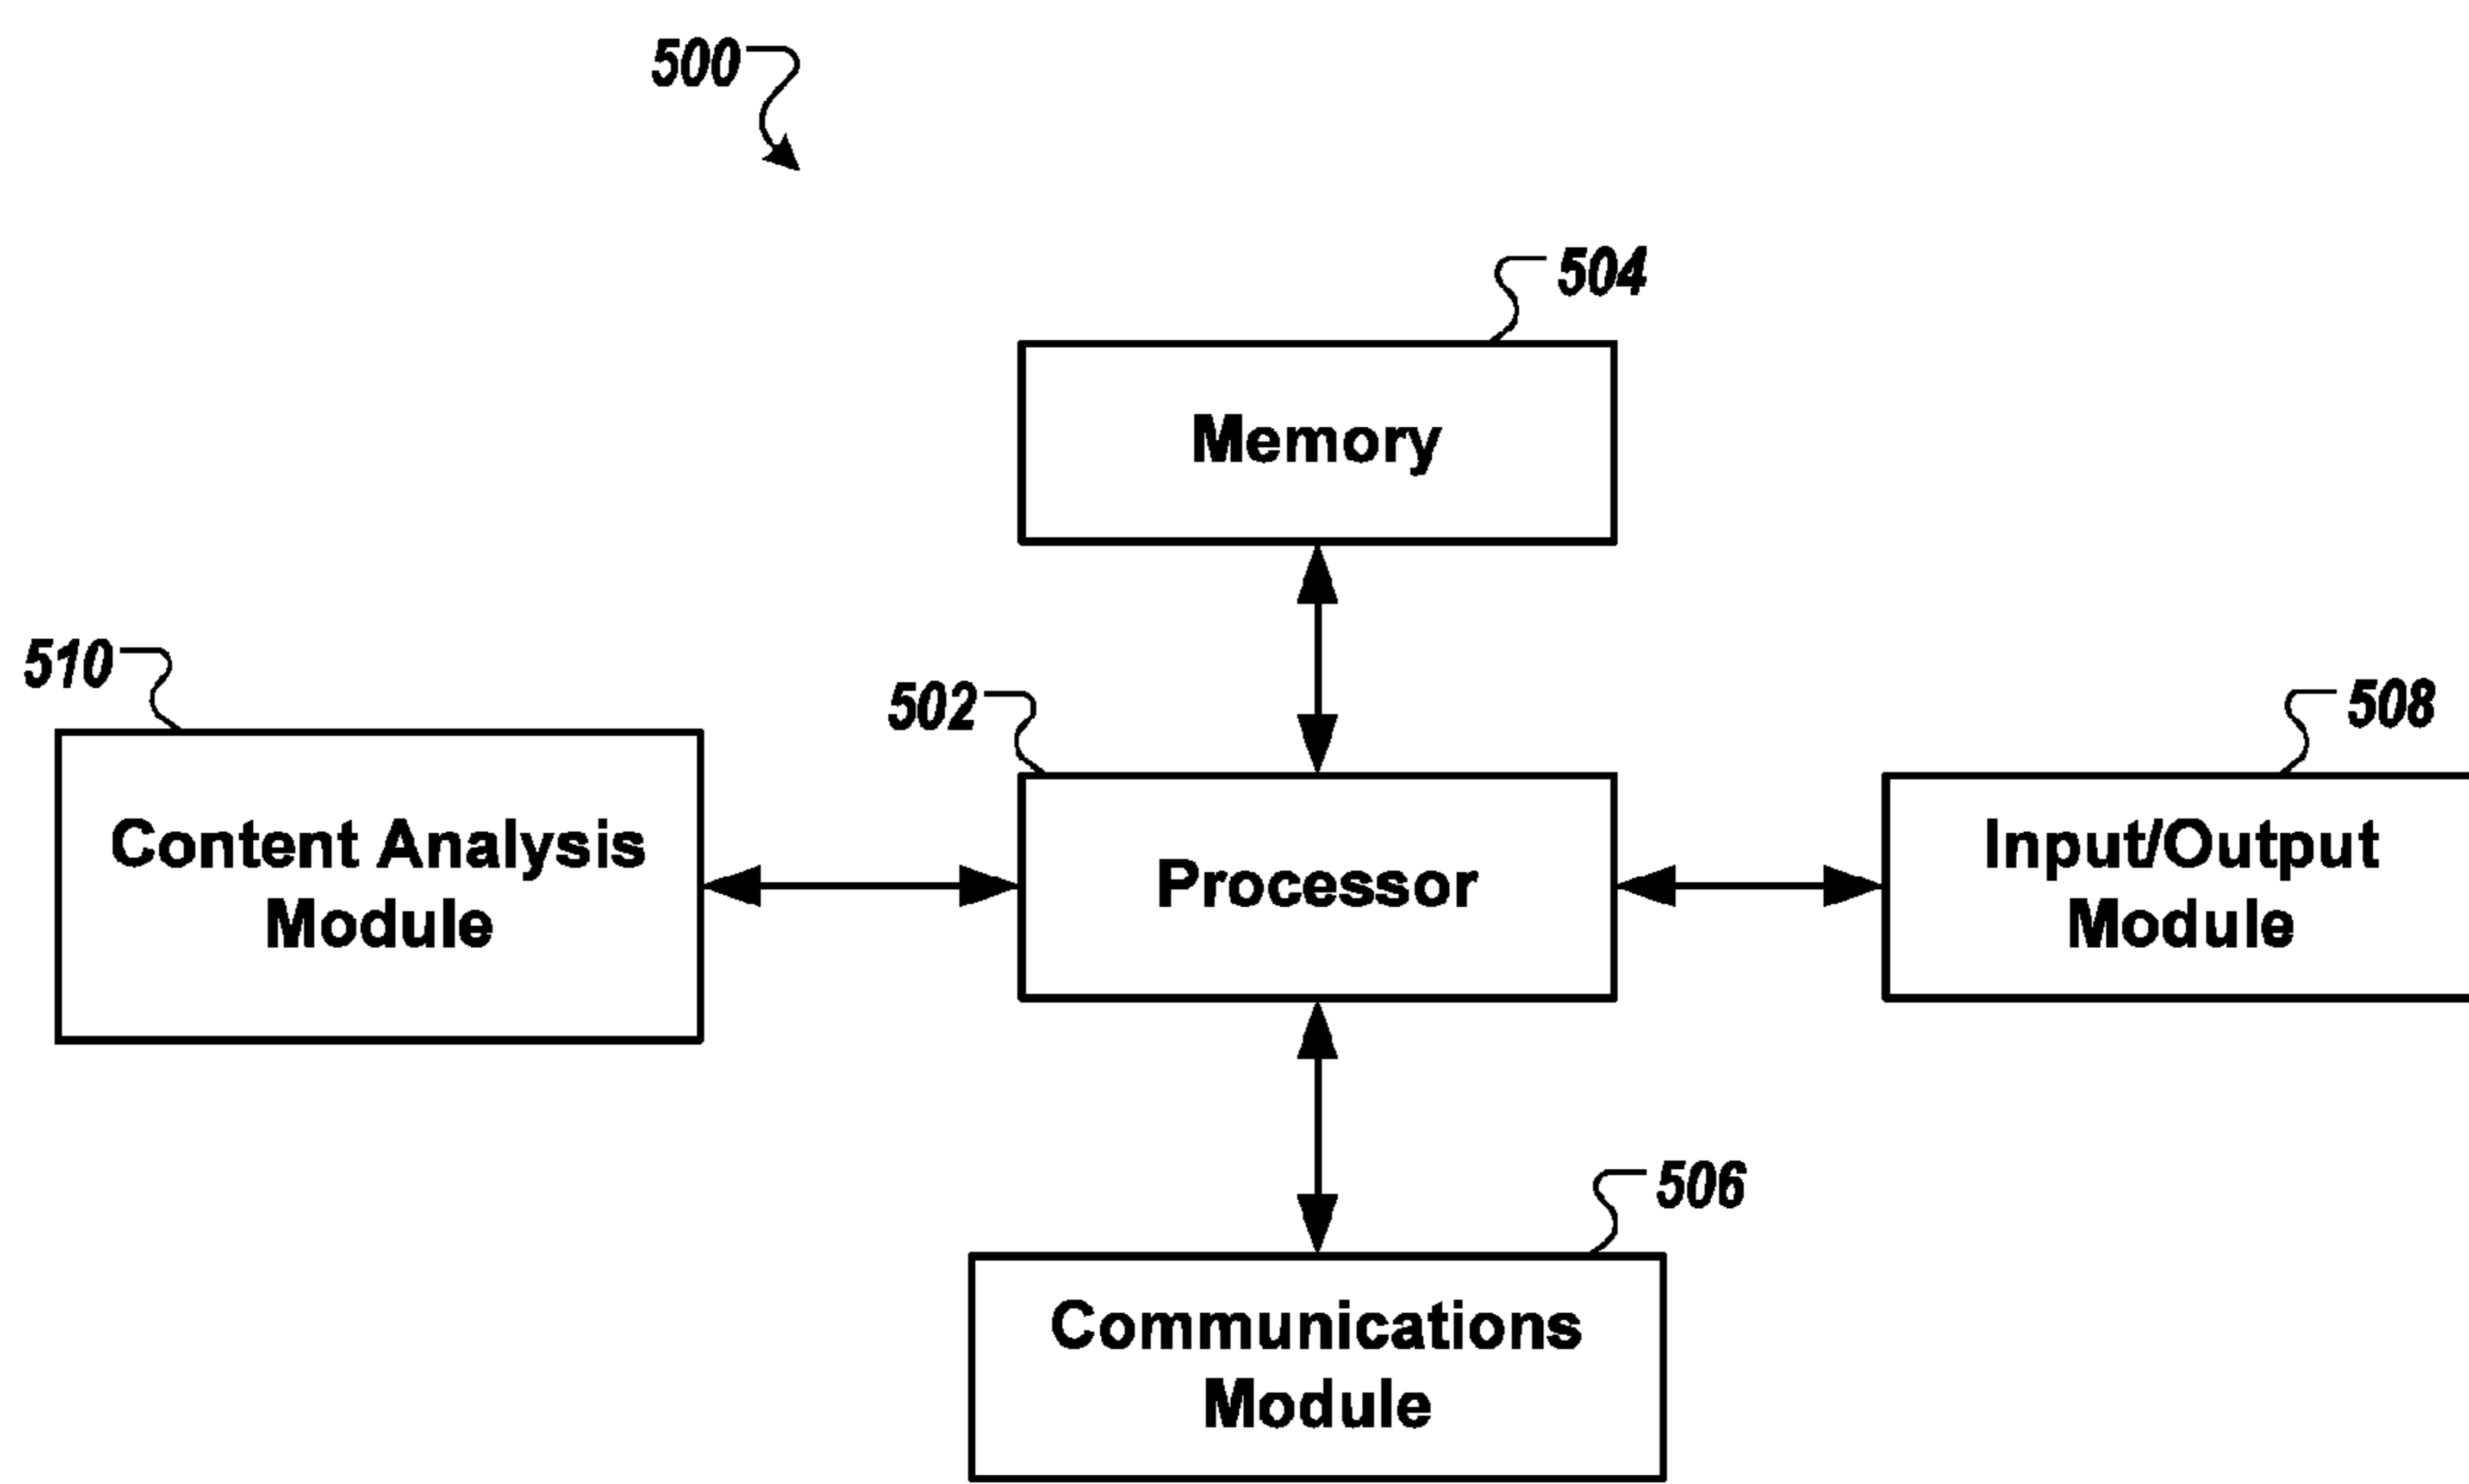 500
504
Memory
510
502
508
Content Analysis
Module
Processor
Input/Output
Module
506
Communications
Module